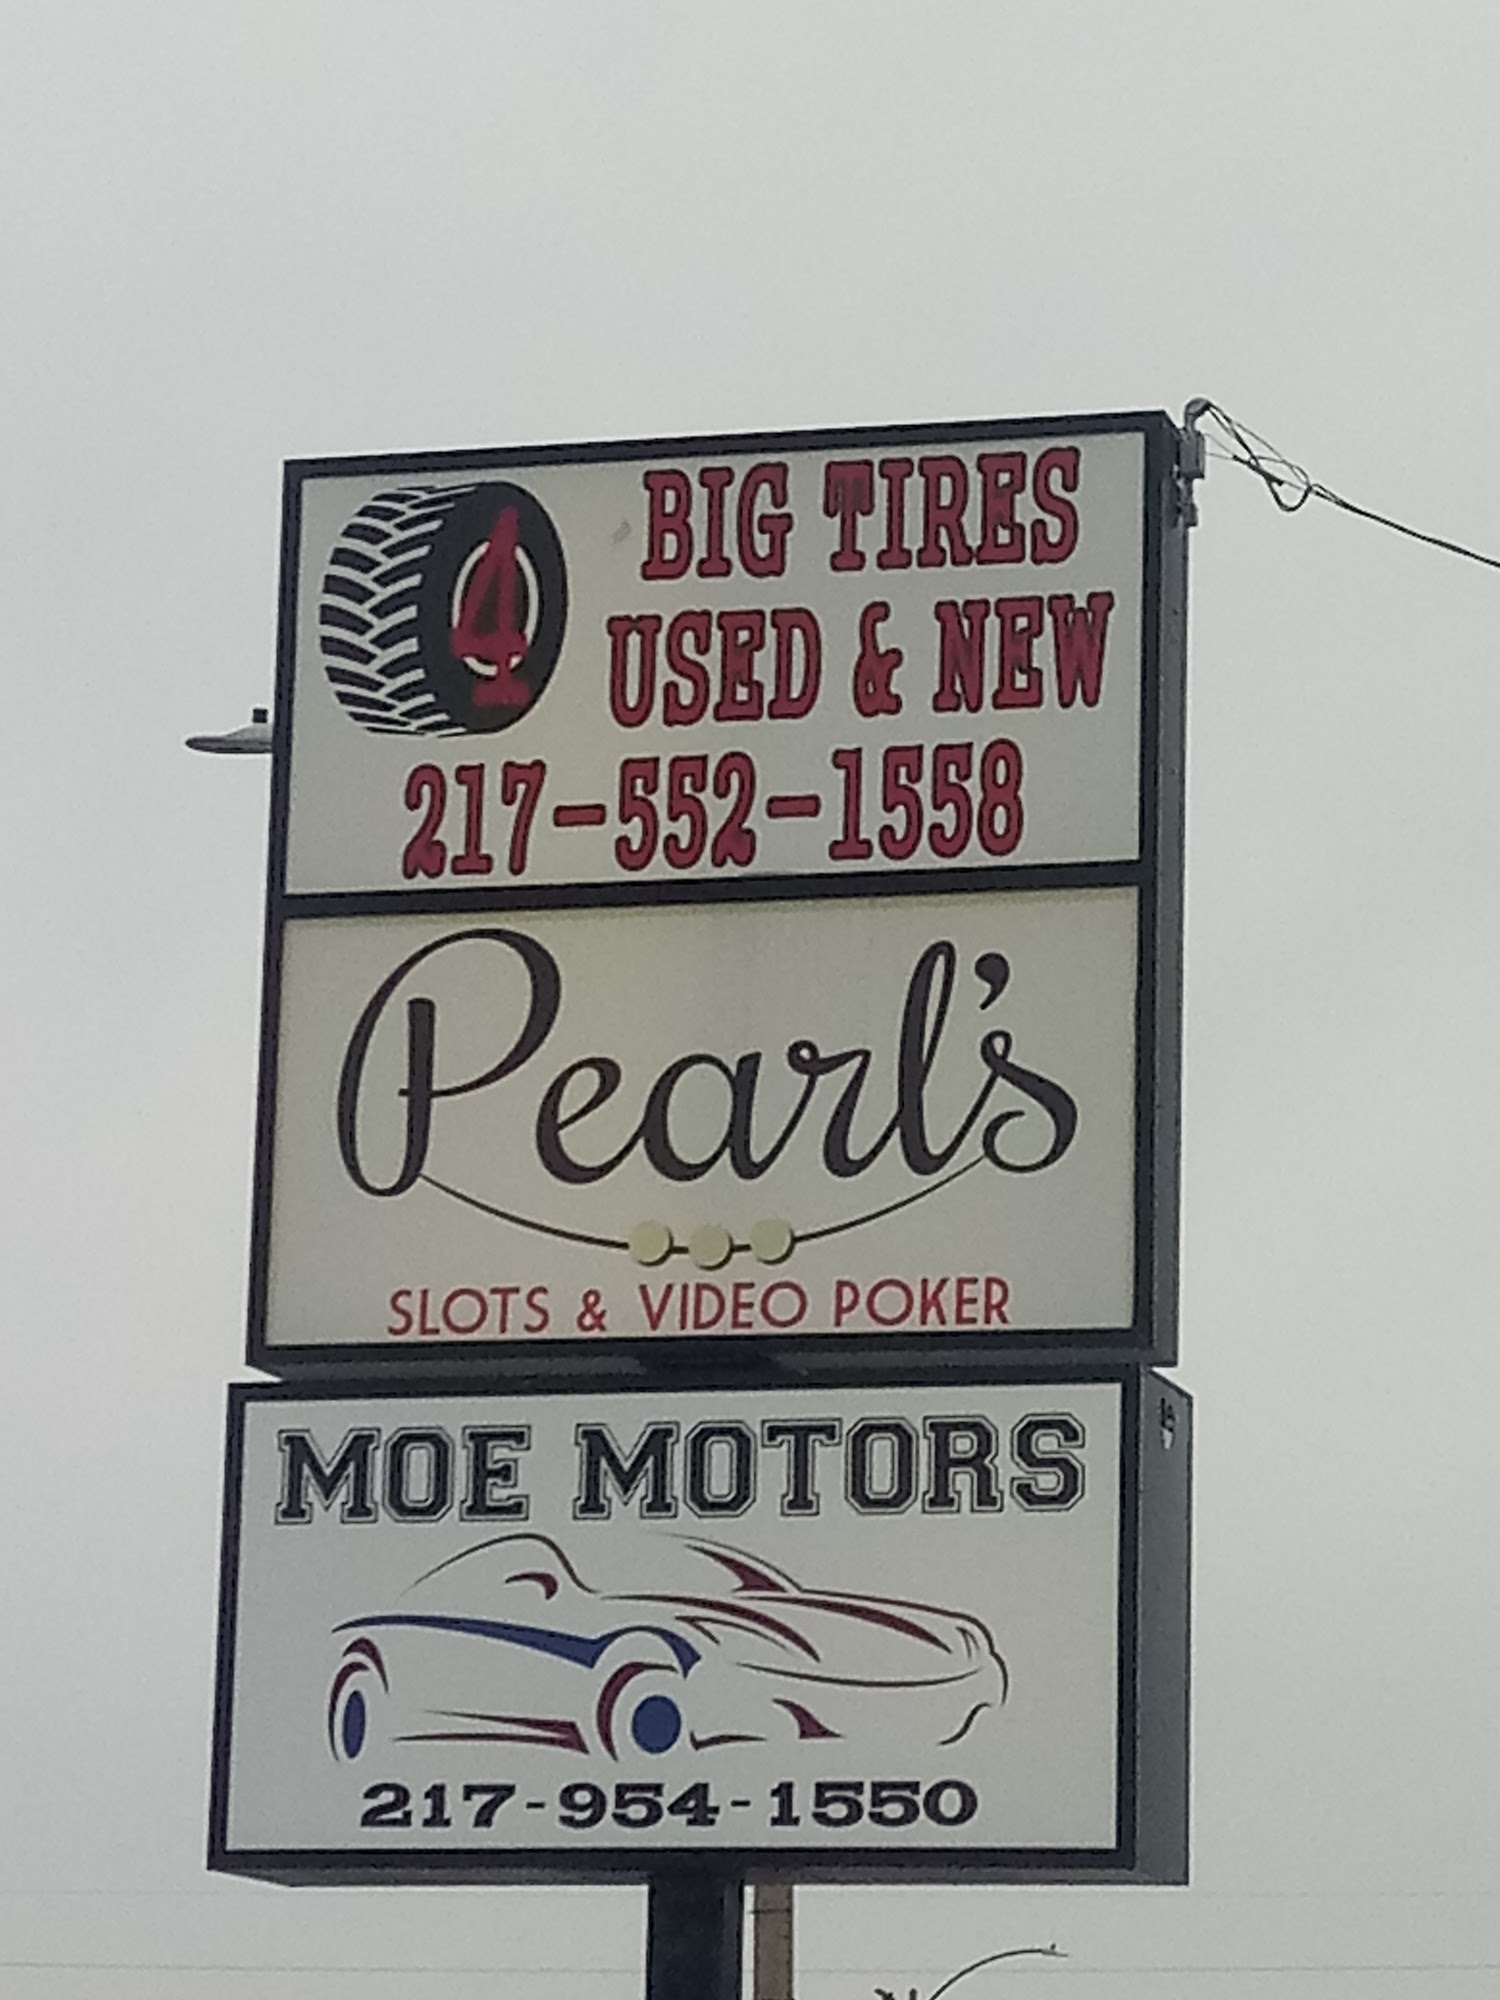 4
BIG TIRES
USED & NEW
217-552-1558
Pearl's
SLOTS & VIDEO POKER
MOE MOTORS
217-954-1550